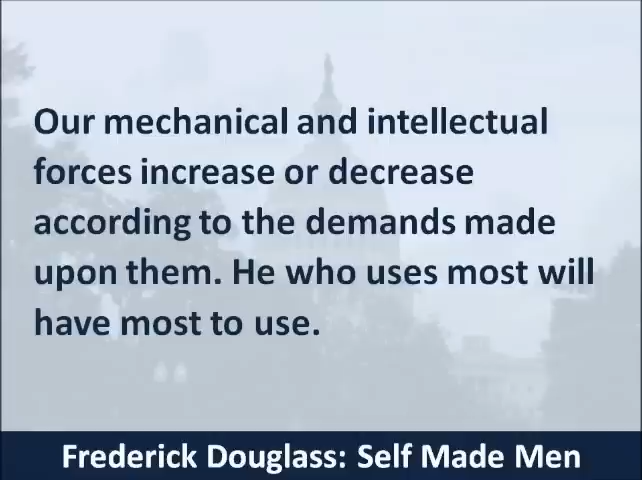 Our mechanical and intellectual
forces increase or decrease
according to the demands made
upon them. He who uses most will
have most to use.
Frederick Douglass: Self Made Men